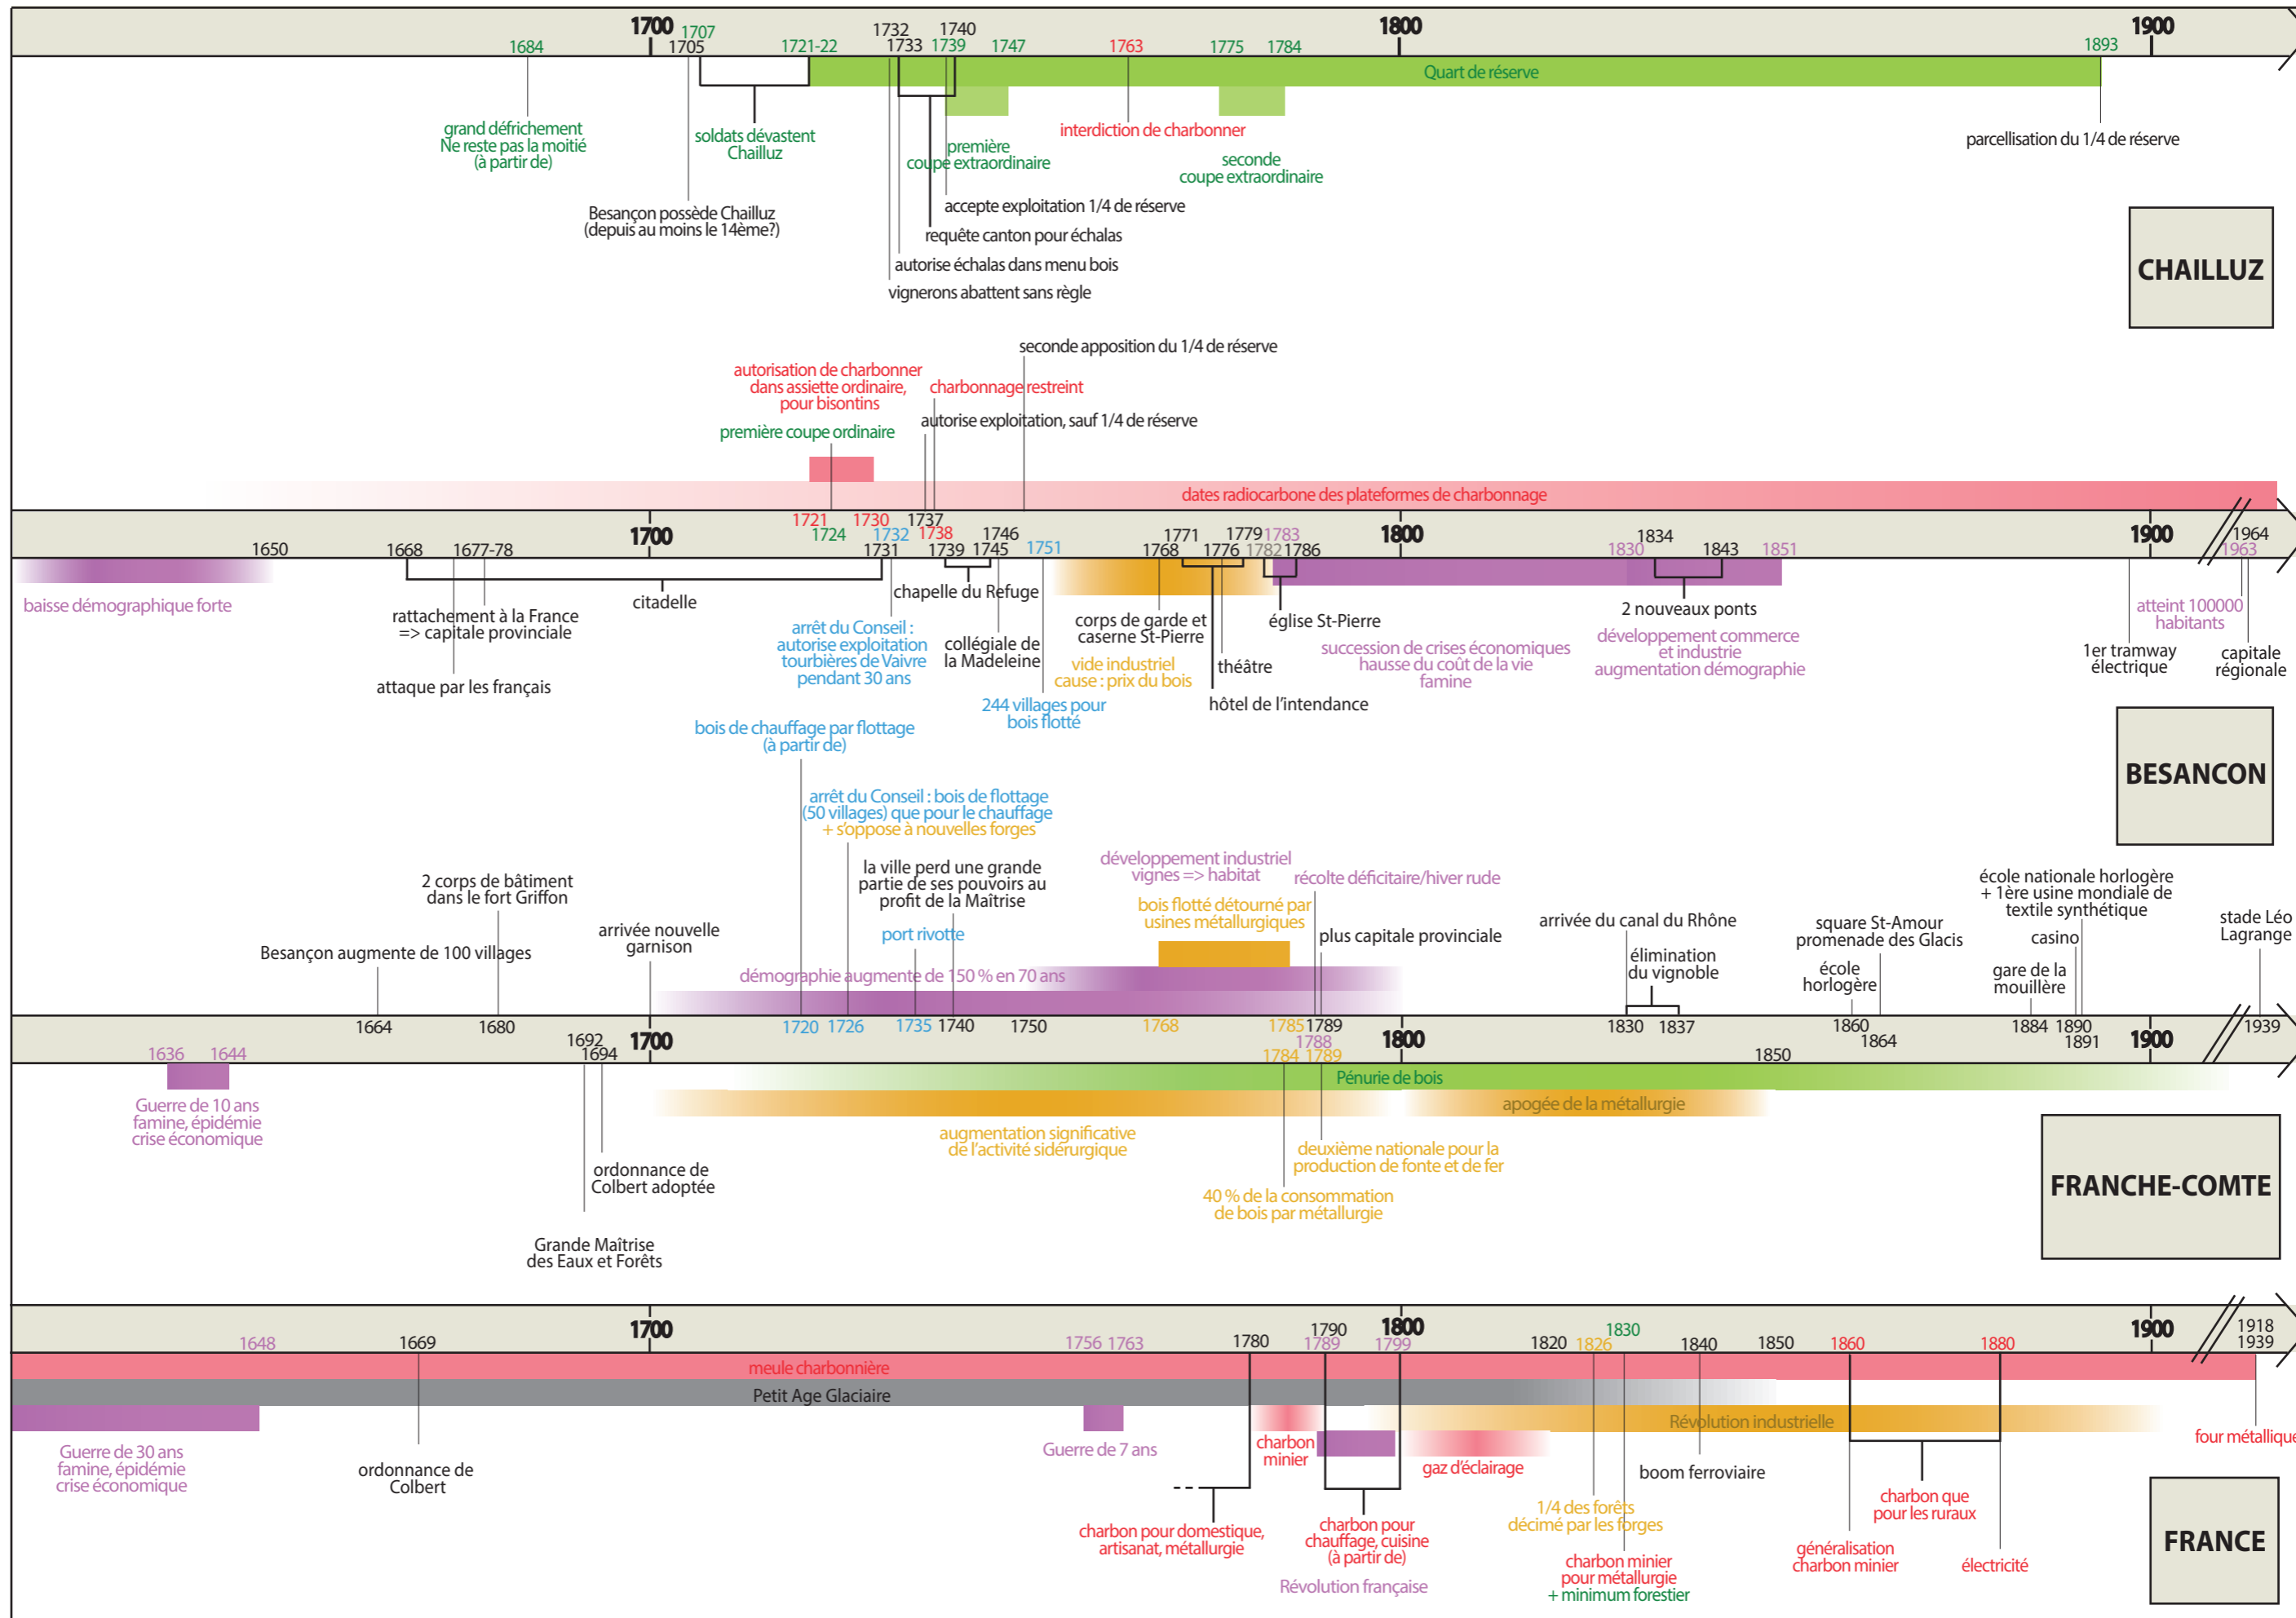 1700
1707
1732
1740
1800
1900
1684
1705
1721-22
1733
1739
1747
1763
1775
1784
1893
Quart de réserve
grand défrichement
Ne reste pas la moitié
(à partir de)
soldats dévastent
Chailluz
première
coupe extraordinaire
interdiction de charbonner
seconde
coupe extraordinaire
parcellisation du 1/4 de réserve
Besançon possède Chailluz
(depuis au moins le 14ème?)
accepte exploitation 1/4 de réserve
requête canton pour échalas
autorise échalas dans menu bois
vignerons abattent sans règle
CHAILLUZ
seconde apposition du 1/4 de réserve
autorisation de charbonner
dans assiette ordinaire,
pour bisontins
charbonnage restreint
autorise exploitation, sauf 1/4 de réserve
première coupe ordinaire
dates radiocarbone des plateformes de charbonnage
1721
1730
1737
1700
1724
1732
1738
1746
1771
1779
1783
1800
1834
1900
1964
1650
1668
1677-78
1731
1739
1745
1751
1768
1776
1782
1786
1830
1843
1851
1963
baisse démographique forte
rattachement à la France
=> capitale provinciale
citadelle
chapelle du Refuge
corps de garde et
caserne St-Pierre
église St-Pierre
2 nouveaux ponts
atteint 100000
habitants
attaque par les français
arrêt du Conseil :
autorise exploitation
tourbières de Vaivre
pendant 30 ans
collégiale de
la Madeleine
vide industriel
cause : prix du bois
théâtre
succession de crises économiques
hausse du coût de la vie
famine
développement commerce
et industrie
augmentation démographie
1er tramway
électrique
capitale
régionale
244 villages pour
bois flotté
hôtel de l'intendance
BESANCON
bois de chauffage par flottage
(à partir de)
arrêt du Conseil : bois de flottage
(50 villages) que pour le chauffage
+ s'oppose à nouvelles forges
2 corps de bâtiment
dans le fort Griffon
la ville perd une grande
partie de ses pouvoirs au
profit de la Maîtrise
développement industriel
vignes => habitat
récolte déficitaire/hiver rude
école nationale horlogère
+ 1ère usine mondiale de
textile synthétique
Besançon augmente de 100 villages
arrivée nouvelle
garnison
port rivotte
bois flotté détourné par
usines métallurgiques
plus capitale provinciale
arrivée du canal du Rhône
élimination
du vignoble
square St-Amour
promenade des Glacis
école
horlogère
casino
gare de la
mouillère
stade Léo
Lagrange
démographie augmente de 150 % en 70 ans
1664
1680
1720
1726
1735
1740
1750
1768
1785
1789
1830
1837
1860
1884
1890
1939
1692
1700
1788
1800
1864
1891
1900
1636
1644
1694
1784
1789
1850
Pénurie de bois
Guerre de 10 ans
famine, épidémie
crise économique
apogée de la métallurgie
augmentation significative
de l'activité sidérurgique
deuxième nationale pour la
production de fonte et de fer
ordonnance de
Colbert adoptée
40 % de la consommation
de bois par métallurgie
Grande Maîtrise
des Eaux et Forêts
FRANCHE-COMTE
1700
1790
1800
1830
1900
1918
1648
1669
1756
1763
1780
1789
1799
1820
1826
1840
1850
1860
1880
1939
meule charbonnière
Petit Age Glaciaire
Révolution industrielle
Guerre de 30 ans
famine, épidémie
crise économique
ordonnance de
Colbert
Guerre de 7 ans
charbon
minier
gaz d'éclairage
boom ferroviaire
four métallique
charbon pour domestique,
artisanat, métallurgie
charbon pour
chauffage, cuisine
(à partir de)
Révolution française
1/4 des forêts
décimé par les forges
charbon minier
pour métallurgie
+ minimum forestier
charbon que
pour les ruraux
généralisation
charbon minier
électricité
FRANCE